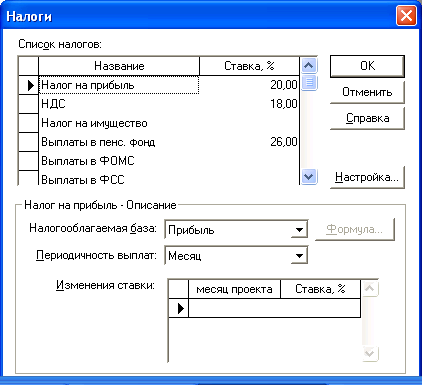 Налоги
Список налогов:
Название Ставка, %
Налог на прибыль 20,00
НДС 18,00
Налог на имущество
Выплаты в пенс. фонд 26,00
Выплаты в ФОМС
Выплаты в ФСС
OK
Отменить
Справка
Настройка...
Налог на прибыль - Описание
Налогооблагаемая база: Прибыль Формула...
Периодичность выплат: Месяц
Изменения ставки: месяц проекта Ставка, %